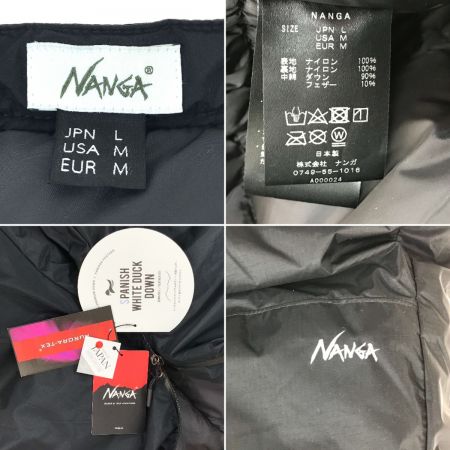 NANGA®
JPN L
USA M
EUR M
NANGA
SIZE JPN L
USA M
EUR M
表地 ナイロン 100%
裏地 ナイロン 100%
中綿 ダウン 90%
フェザー 10%
日本製
株式会社 ナンガ
0749-55-1016
A000024
SPANISH
WHITE DUCK
DOWN
JAPAN
NANGA
NANGA